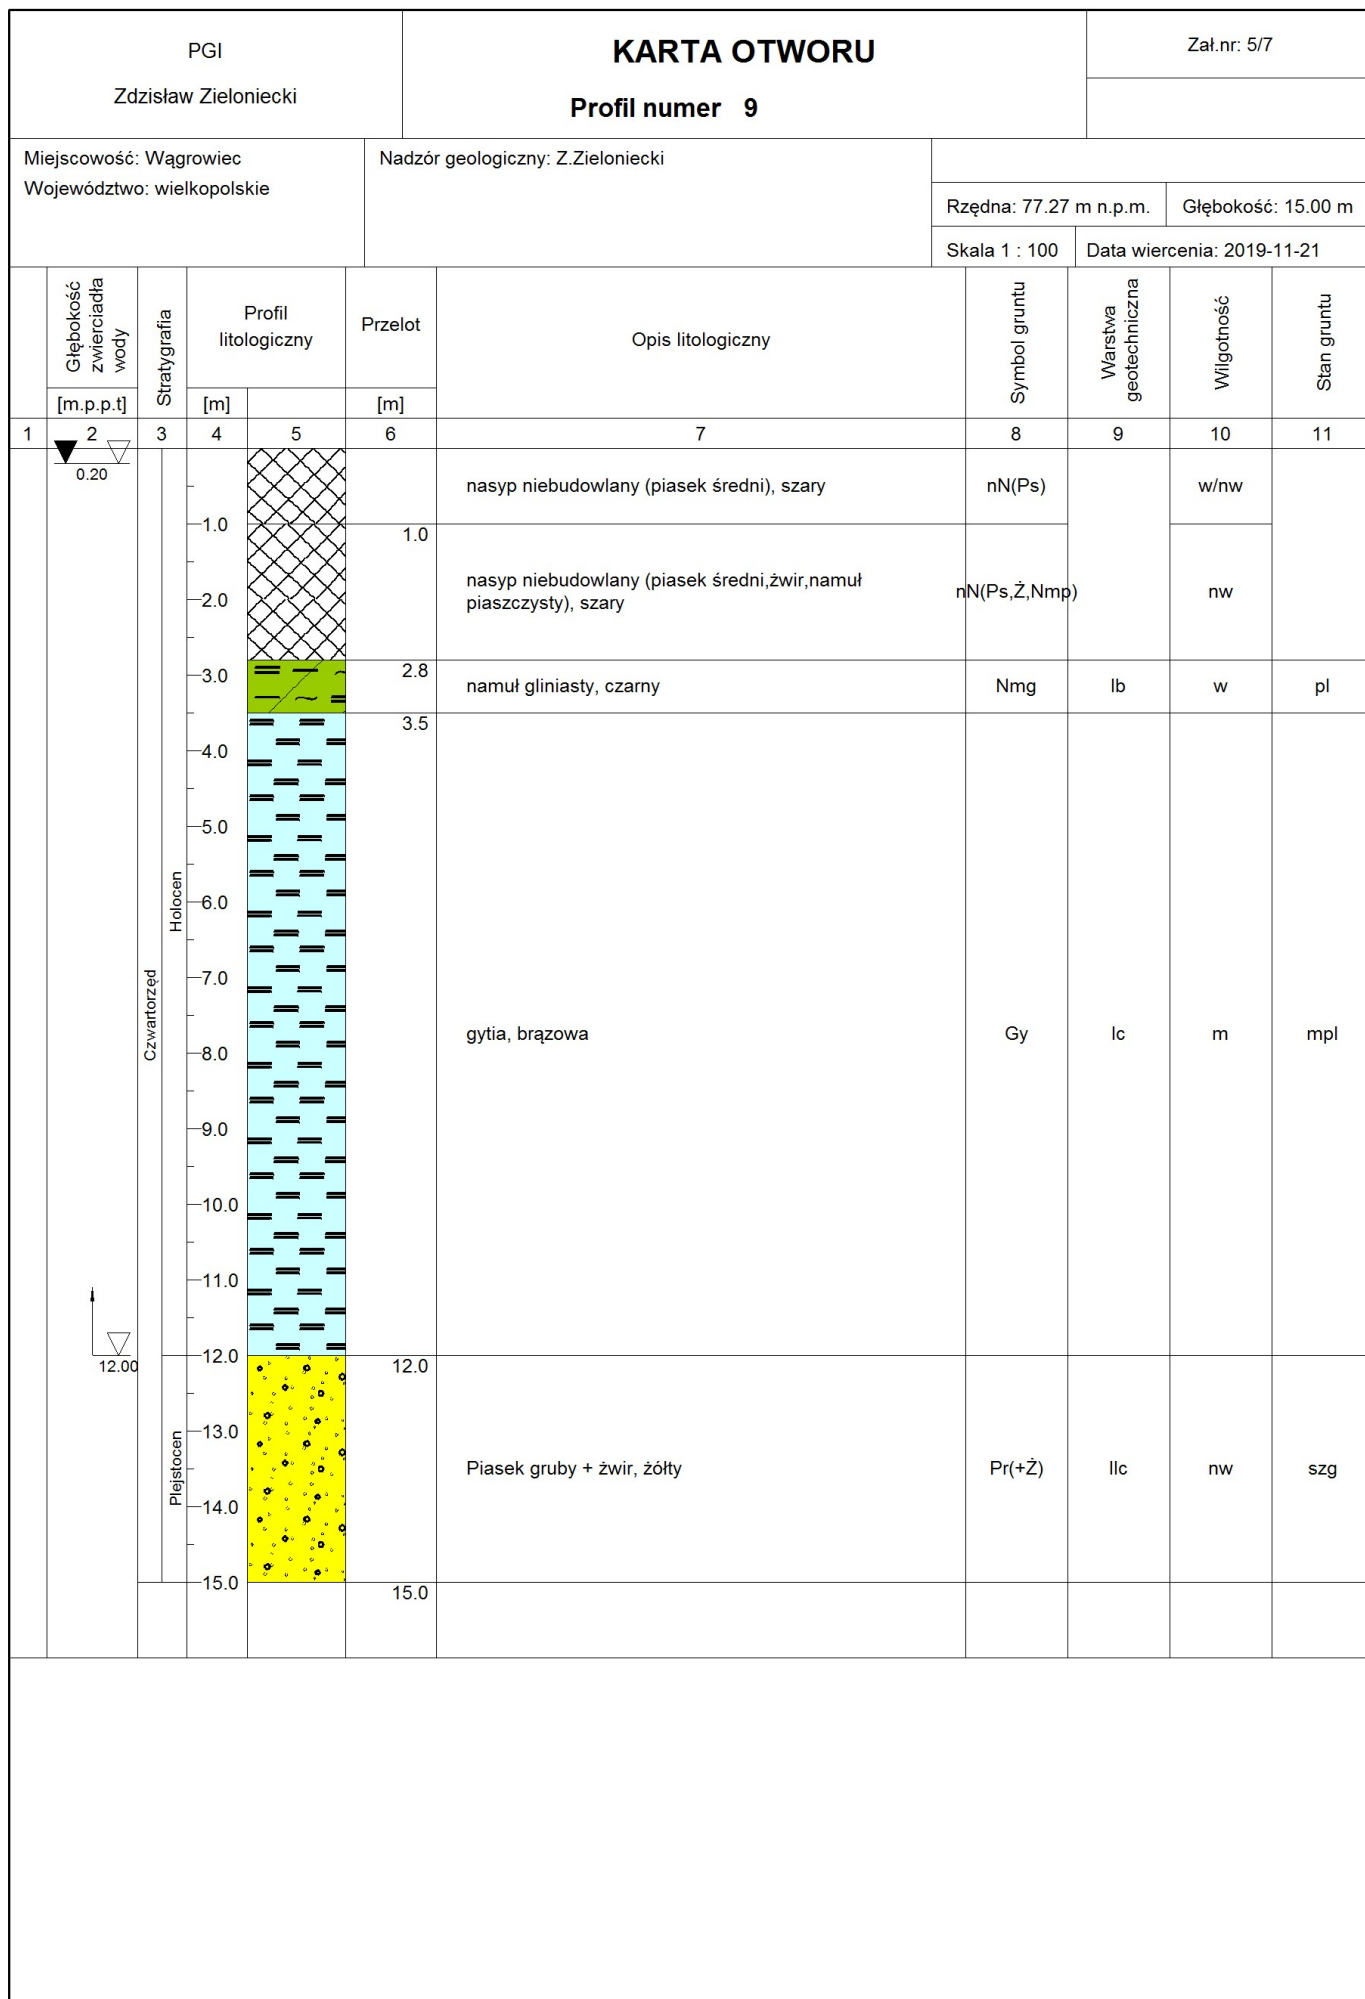 PGI
Zdzisław Zieloniecki
KARTA OTWORU
Profil numer 9
Zał.nr: 5/7
Miejscowość: Wągrowiec
Województwo: wielkopolskie
Nadzór geologiczny: Z.Zieloniecki
Rzędna: 77.27 m n.p.m.
Głębokość: 15.00 m
Skala 1 : 100
Data wiercenia: 2019-11-21
Głębokość
zwierciadła
wody
[m.p.p.t]
Stratygrafia
Profil
litologiczny
[m]
Przelot
[m]
Opis litologiczny
Symbol gruntu
Warstwa
geotechniczna
Wilgotność
Stan gruntu
1 2 3 4 5 6 7 8 9 10 11
0.20
nasyp niebudowlany (piasek średni), szary
nN(Ps)
w/nw
1.0
1.0
nasyp niebudowlany (piasek średni,żwir,namuł
piaszczysty), szary
nN(Ps,Ż,Nmp)
nw
2.0
2.8
3.0
namuł gliniasty, czarny
Nmg
Ib
w
pl
3.5
4.0
5.0
Holocen
6.0
7.0
Czwartorzęd
gytia, brązowa
Gy
Ic
m
mpl
8.0
9.0
10.0
11.0
12.00
12.0
12.0
13.0
Plejstocen
Piasek gruby + żwir, żółty
Pr(+Ż)
IIc
nw
szg
14.0
15.0
15.0